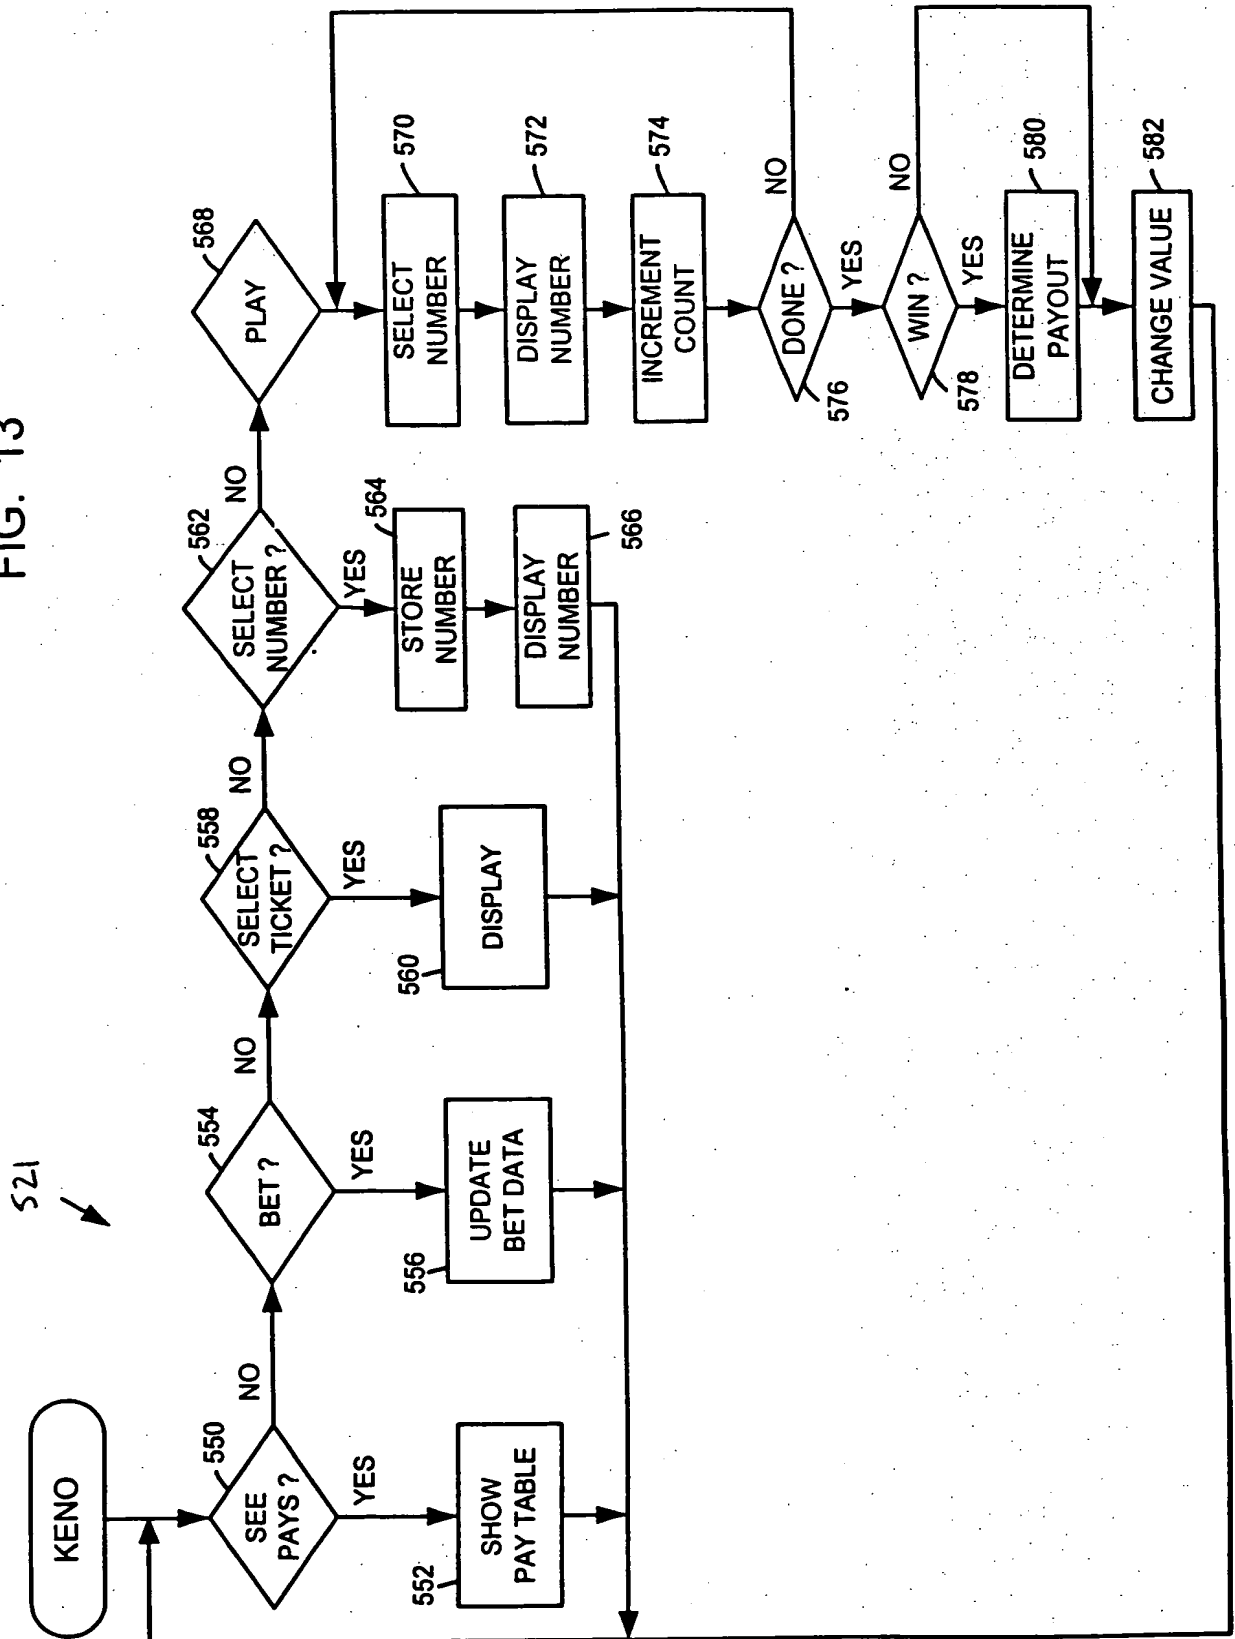 FIG. 13
521
KENO
SEE
PAYS ?
550
NO
YES
SHOW
PAY TABLE
552
BET ?
554
NO
YES
UPDATE
BET DATA
556
SELECT
TICKET ?
558
NO
YES
DISPLAY
560
SELECT
NUMBER ?
562
NO
YES
STORE
NUMBER
564
DISPLAY
NUMBER
566
PLAY
568
SELECT
NUMBER
570
DISPLAY
NUMBER
572
INCREMENT
COUNT
574
DONE ?
576
NO
YES
WIN ?
578
NO
YES
DETERMINE
PAYOUT
580
CHANGE VALUE
582